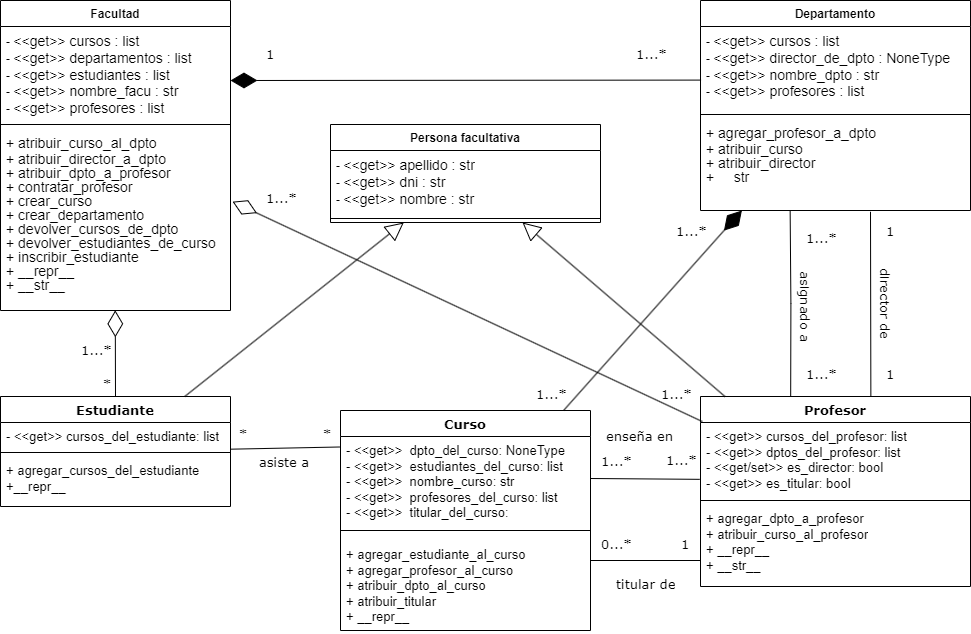 Facultad
- <<get>> cursos : list
- <<get>> departamentos : list
- <<get>> estudiantes : list
- <<get>> nombre_facu : str
- <<get>> profesores : list
+ atribuir_curso_al_dpto
+ atribuir_director_a_dpto
+ atribuir_dpto_a_profesor
+ contratar_profesor
+ crear_curso
+ crear_departamento
+ devolver_cursos_de_dpto
+ devolver_estudiantes_de_curso
+ inscribir_estudiante
+ __repr__
+ __str__
1
1...*
Departamento
- <<get>> cursos : list
- <<get>> director_de_dpto : NoneType
- <<get>> nombre_dpto : str
- <<get>> profesores : list
+ agregar_profesor_a_dpto
+ atribuir_curso
+ atribuir_director
+ str
Persona facultativa
- <<get>> apellido : str
- <<get>> dni : str
- <<get>> nombre : str
1...*
1...*
1...*
1
asignado a
director de
1...*
*
1...*
1...*
1...*
1
Estudiante
- <<get>> cursos_del_estudiante: list
+ agregar_cursos_del_estudiante
+__repr__
*
*
asiste a
Curso
- <<get>> dpto_del_curso: NoneType
- <<get>> estudiantes_del_curso: list
- <<get>> nombre_curso: str
- <<get>> profesores_del_curso: list
- <<get>> titular_del_curso:
+ agregar_estudiante_al_curso
+ agregar_profesor_al_curso
+ atribuir_dpto_al_curso
+ atribuir_titular
+ __repr__
enseña en
1...*
1...*
0...*
1
titular de
Profesor
- <<get>> cursos_del_profesor: list
- <<get>> dptos_del_profesor: list
- <<get/set>> es_director: bool
- <<get>> es_titular: bool
+ agregar_dpto_a_profesor
+ atribuir_curso_al_profesor
+ __repr__
+ __str__